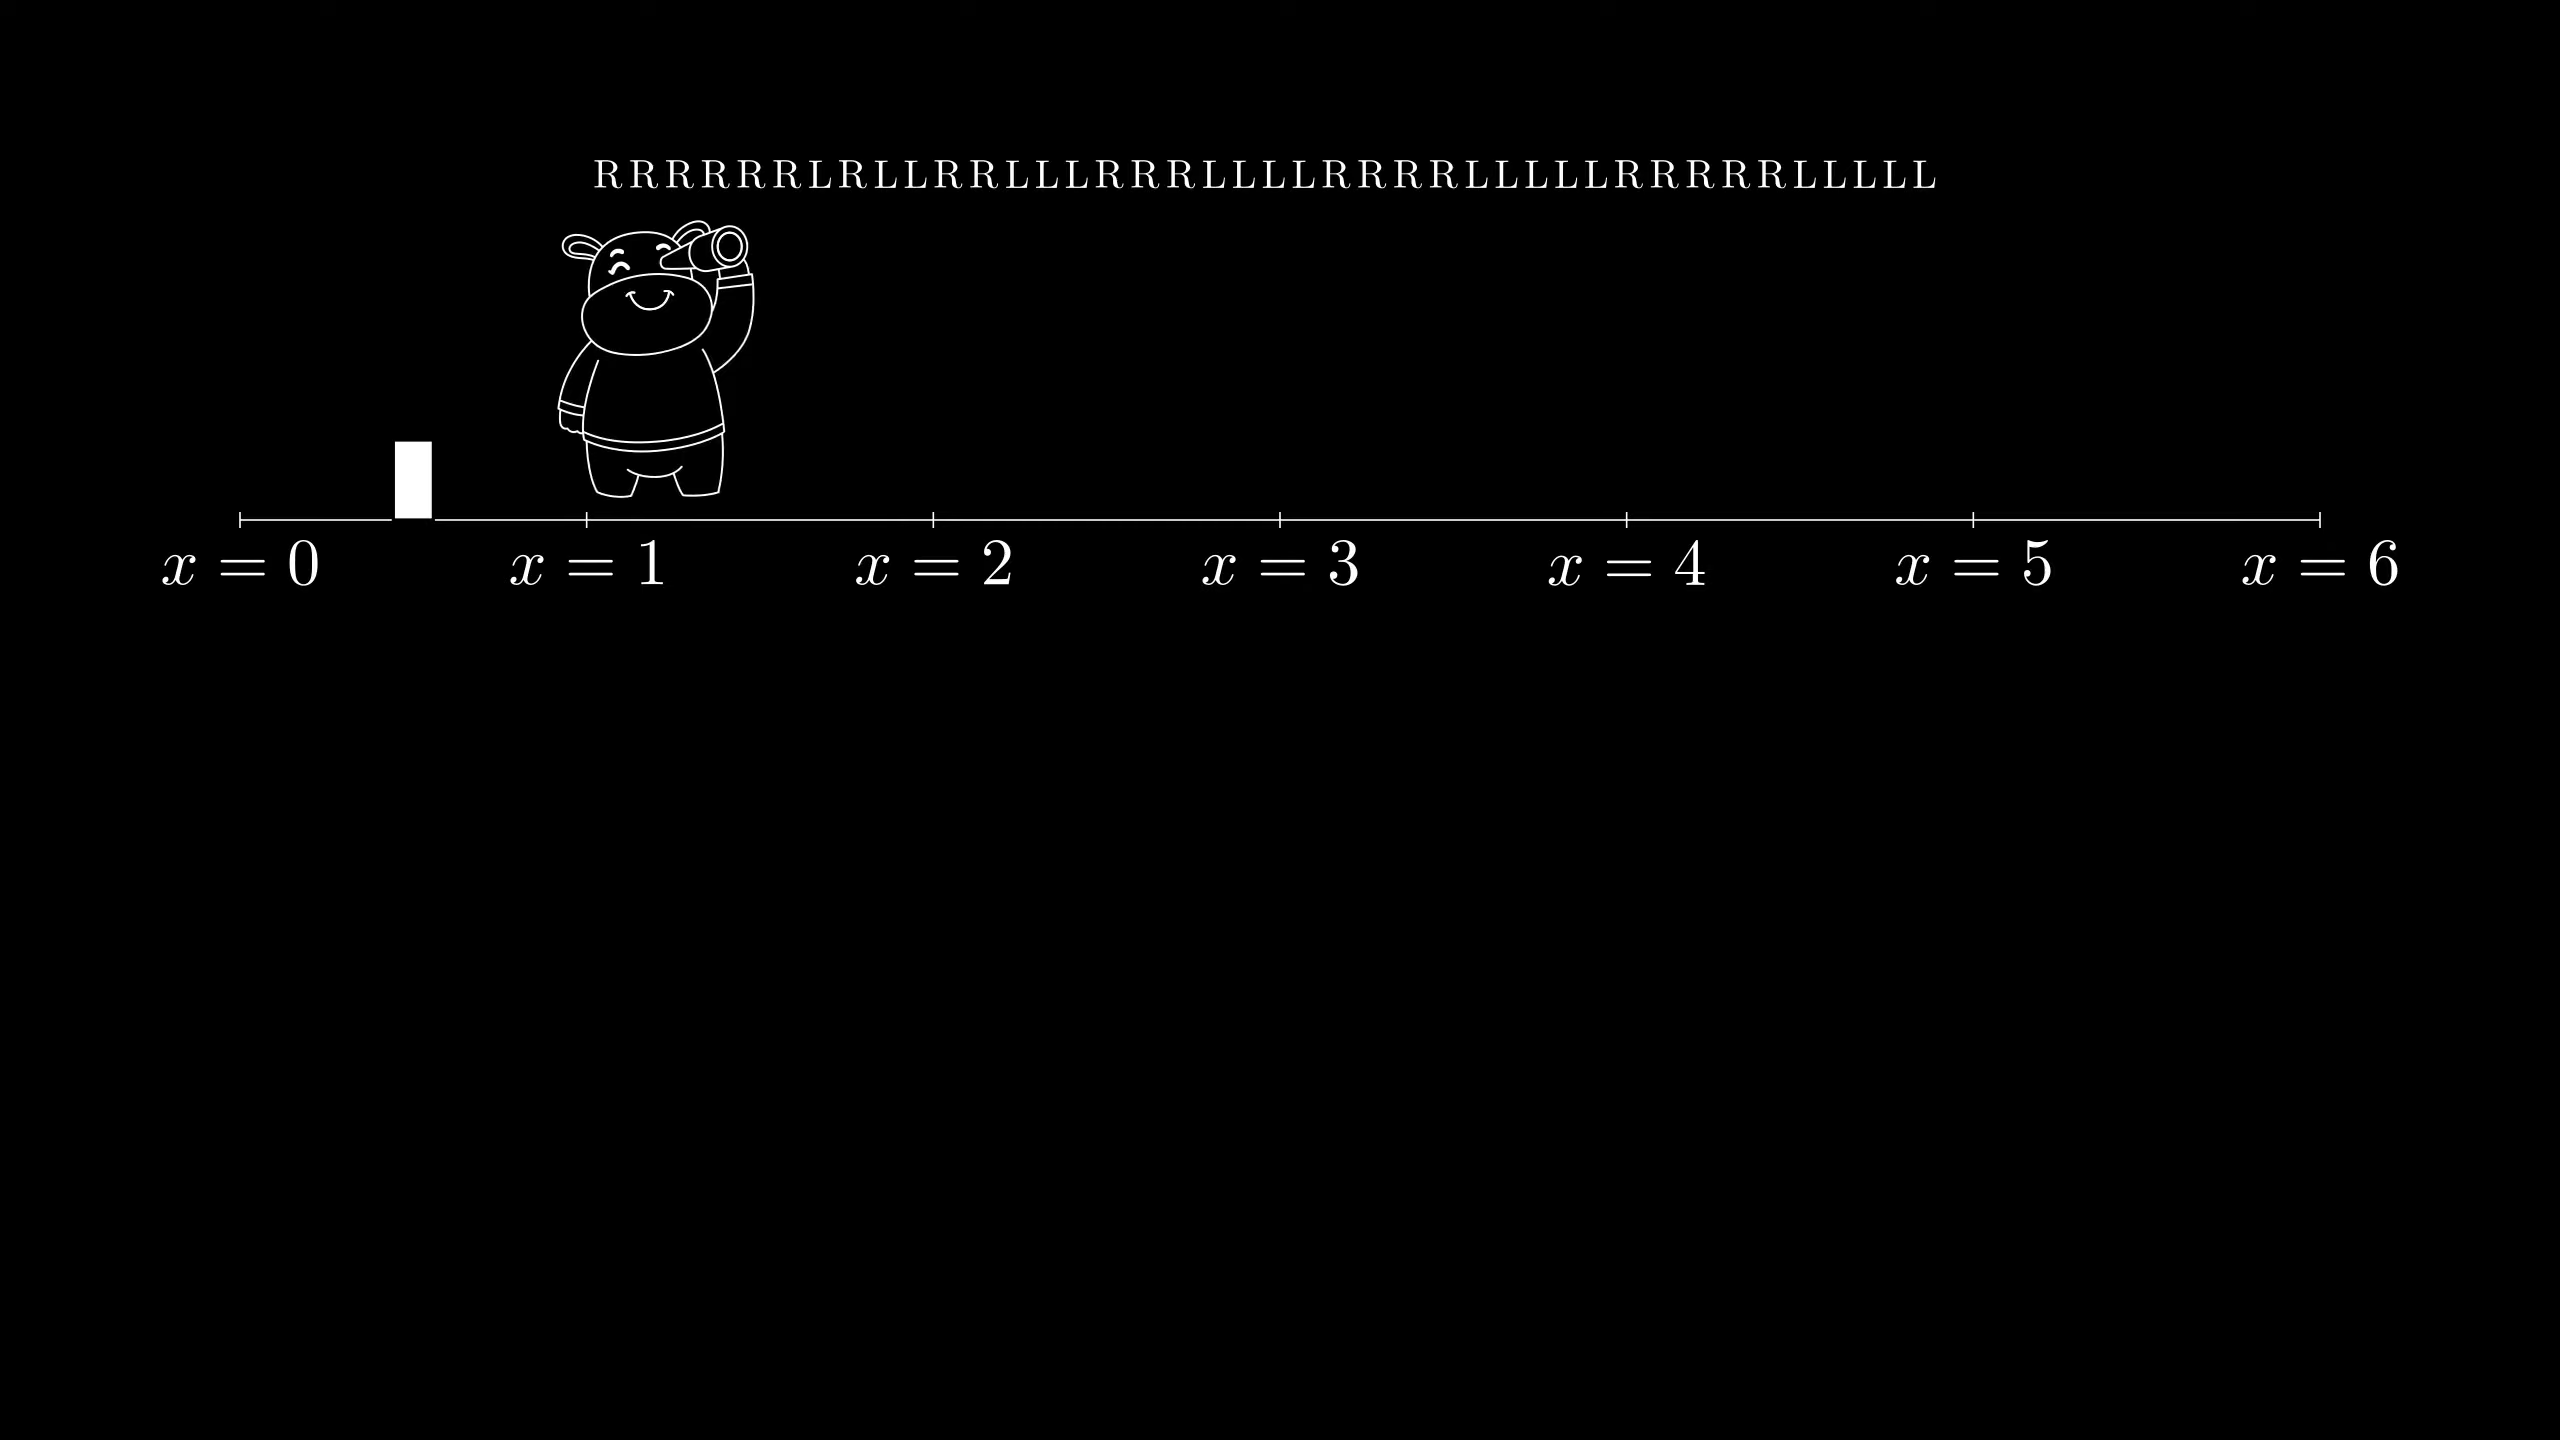 RRRRRRLRLLRRLLLRRRLLLLRRRRLLLLLRRRRRLLLLL
x = 0 x = 1 x = 2 x = 3 x = 4 x = 5 x = 6